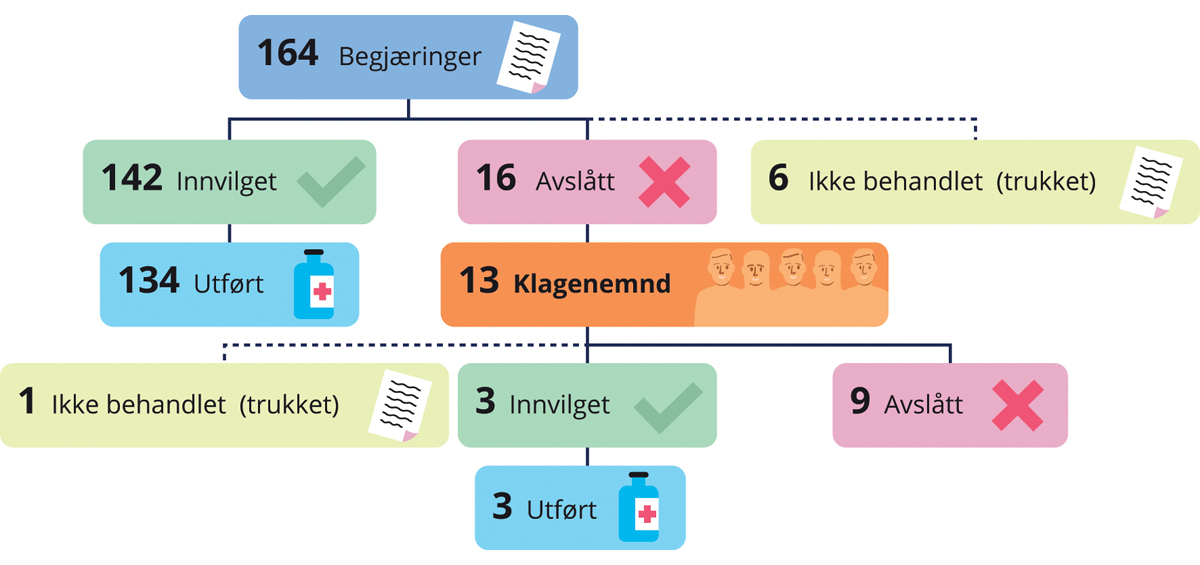 164 Begjæringer
142 Innvilget
16 Avslått
6 Ikke behandlet (trukket)
134 Utført
13 Klagenemnd
1 Ikke behandlet (trukket)
3 Innvilget
9 Avslått
3 Utført